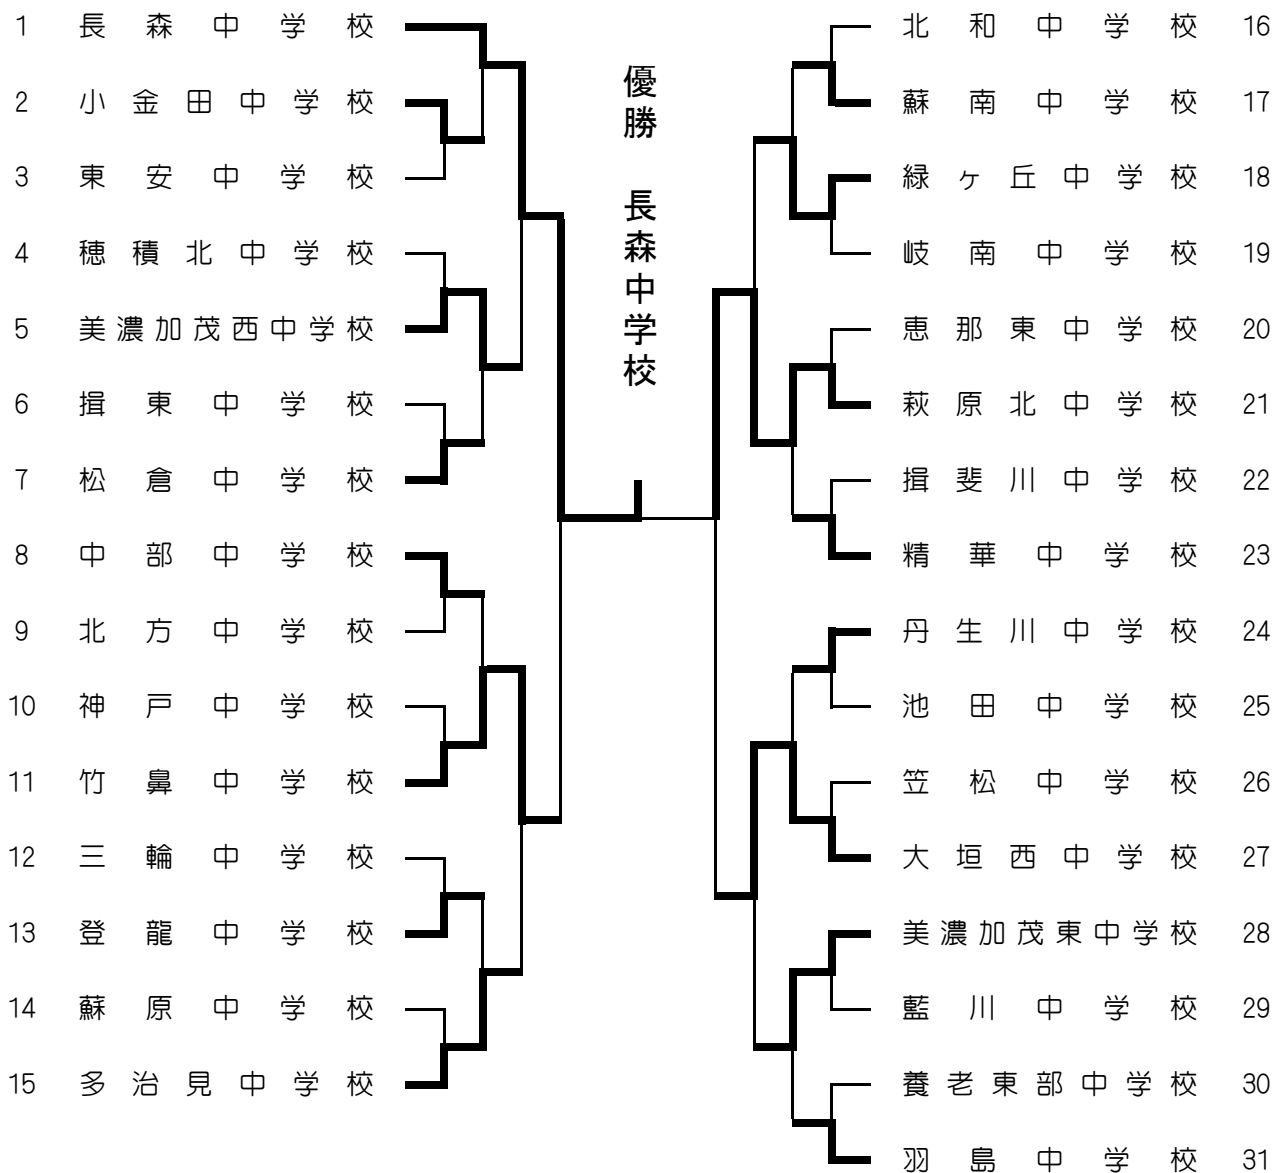 1 長森中学校
2 小金田中学校
3 東安中学校
4 穂積北中学校
5 美濃加茂西中学校
6 揖東中学校
7 松倉中学校
8 中部中学校
9 北方中学校
10 神戸中学校
11 竹鼻中学校
12 三輪中学校
13 登龍中学校
14 蘇原中学校
15 多治見中学校
優勝 長森中学校
北和中学校 16
蘇南中学校 17
緑ヶ丘中学校 18
岐南中学校 19
恵那東中学校 20
萩原北中学校 21
揖斐川中学校 22
精華中学校 23
丹生川中学校 24
池田中学校 25
笠松中学校 26
大垣西中学校 27
美濃加茂東中学校 28
藍川中学校 29
養老東部中学校 30
羽島中学校 31